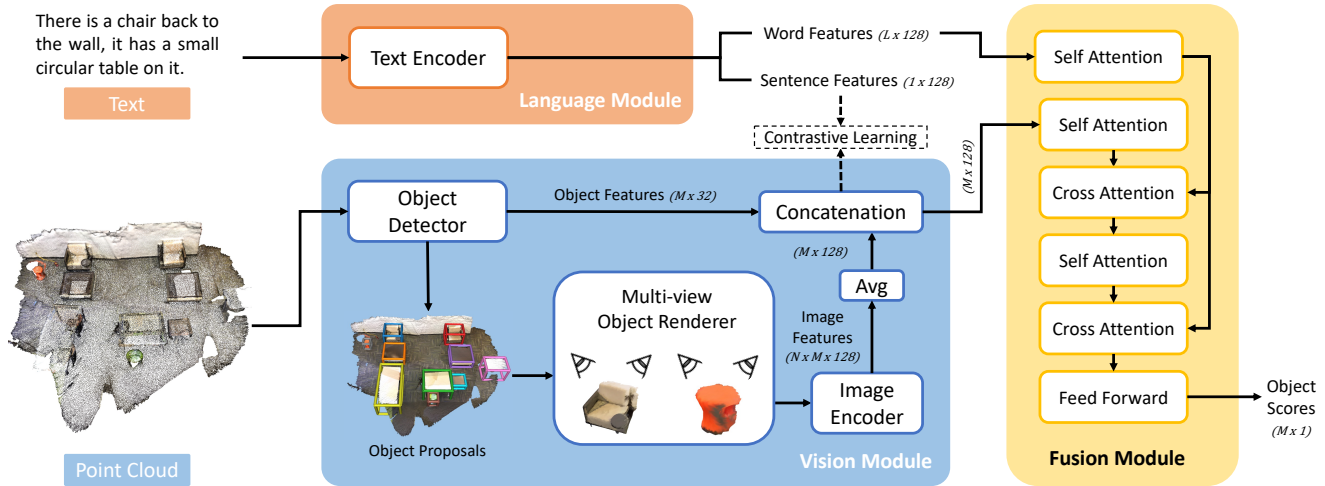 There is a chair back to
the wall, it has a small
circular table on it.
Text
Text Encoder
Language Module
Word Features (L x 128)
Sentence Features (1 x 128)
Contrastive Learning
Point Cloud
Object
Detector
Object Features (M x 32)
Concatenation
(M x 128)
(M x 128)
Avg
Image
Features
(N x M x 128)
Image
Encoder
Multi-view
Object Renderer
Object Proposals
Vision Module
Self Attention
Self Attention
Cross Attention
Self Attention
Cross Attention
Feed Forward
Fusion Module
Object
Scores
(M x 1)